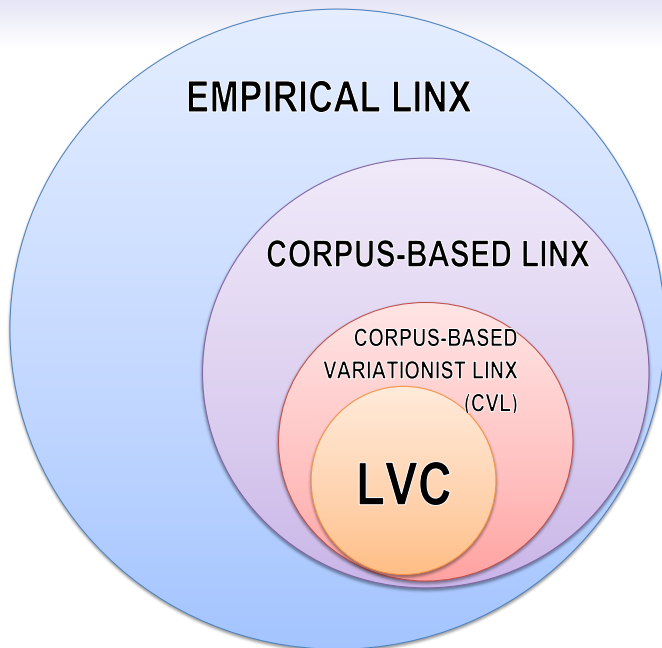 EMPIRICAL LINX
CORPUS-BASED LINX
CORPUS-BASED
VARIATIONIST LINX
(CVL)
LVC